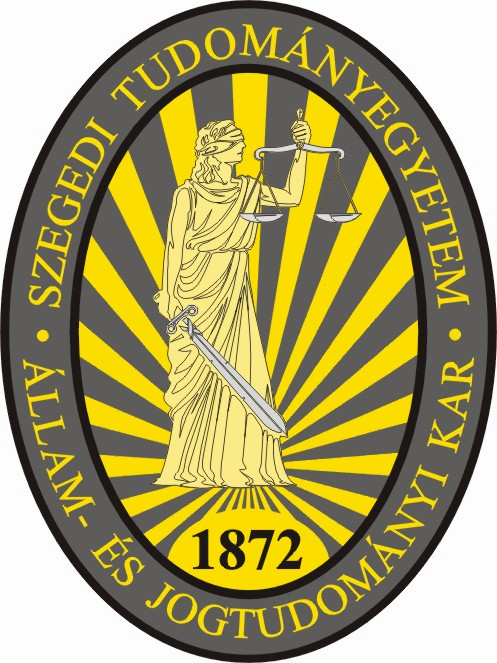 SZEGEDI TUDOMÁNYEGYETEM
• ÁLLAM- ÉS JOGTUDOMÁNYI KAR •
1872